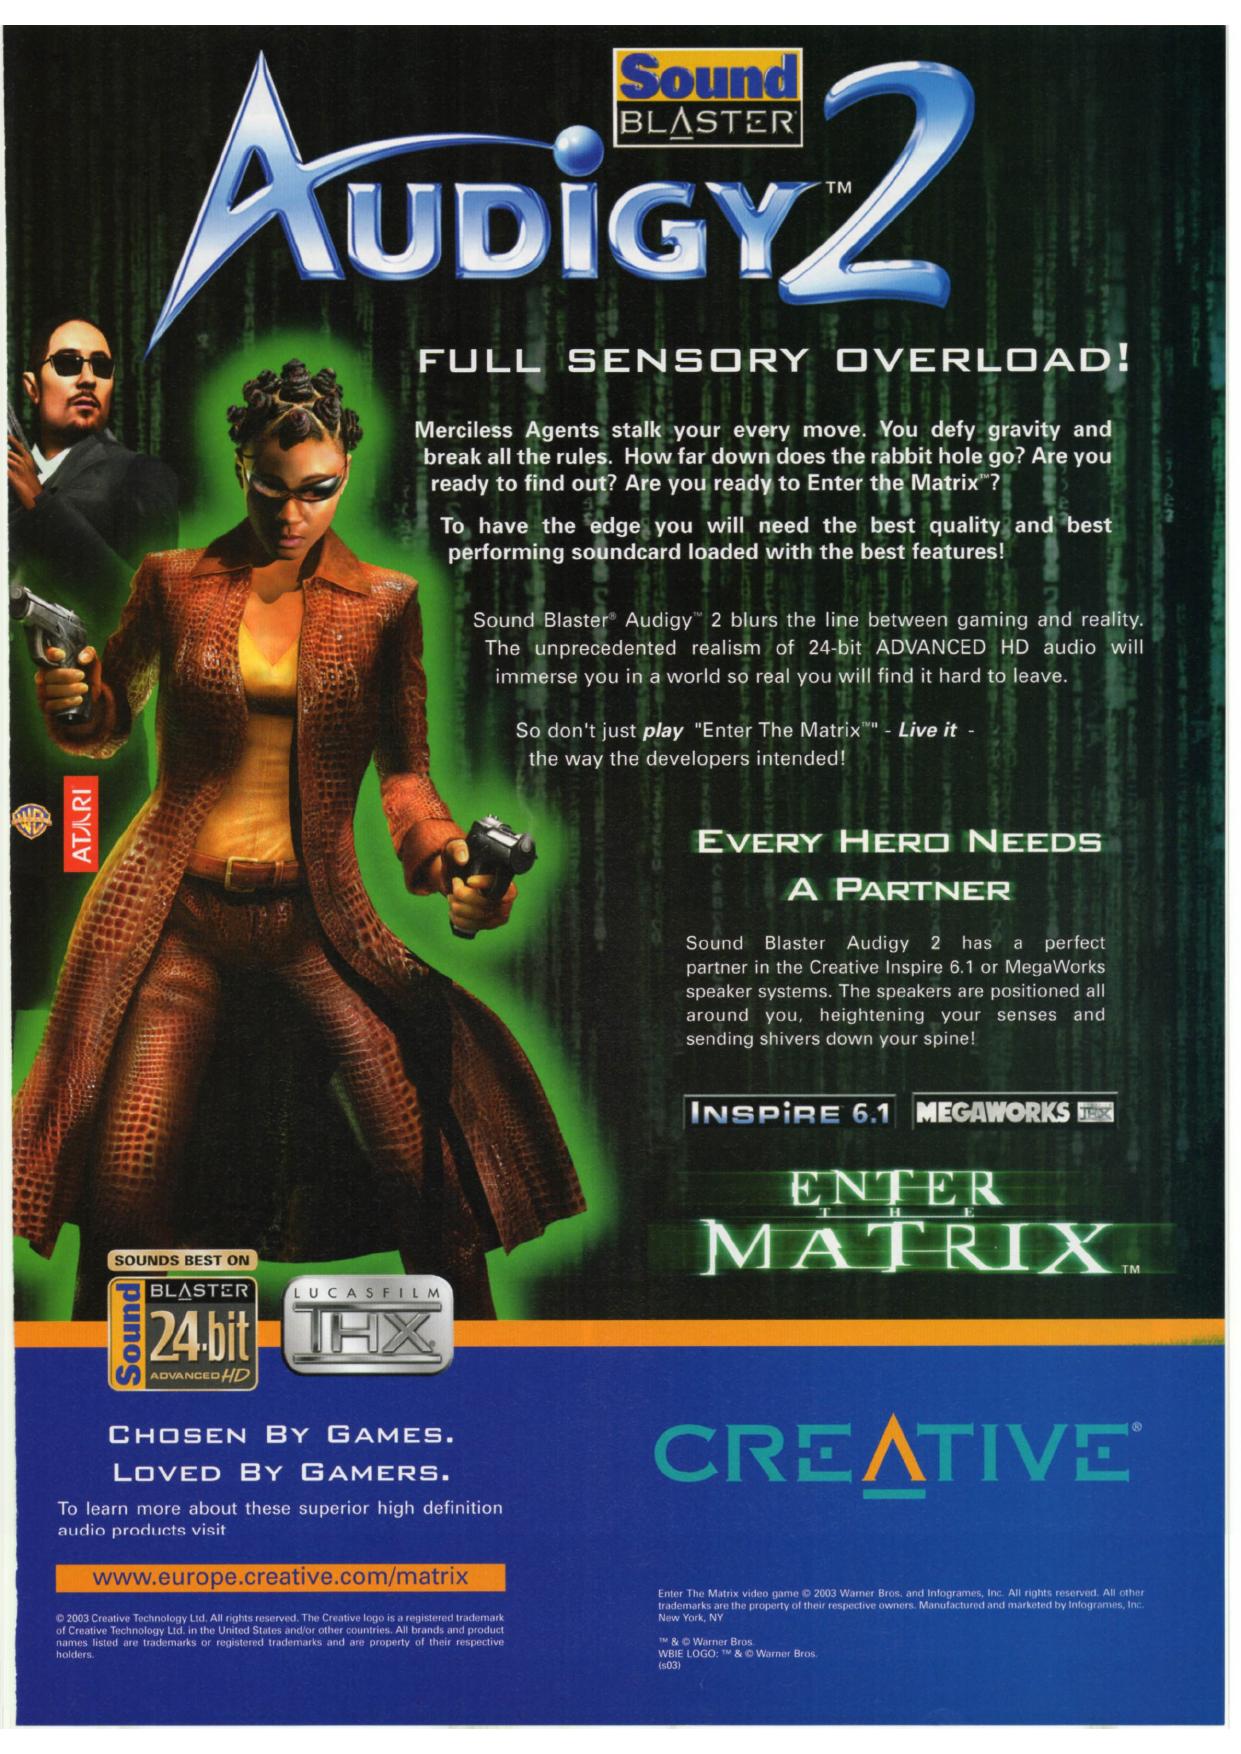 Sound
BLASTER
AUDIGY™ 2
FULL SENSORY OVERLOAD!
Merciless Agents stalk your every move. You defy gravity and
break all the rules. How far down does the rabbit hole go? Are you
ready to find out? Are you ready to Enter the Matrix™?
To have the edge you will need the best quality and best
performing soundcard loaded with the best features!
Sound Blaster® Audigy™ 2 blurs the line between gaming and reality.
The unprecedented realism of 24-bit ADVANCED HD audio will
immerse you in a world so real you will find it hard to leave.
So don't just play "Enter The Matrix™" - Live it -
the way the developers intended!
WB
ATARI
EVERY HERO NEEDS
A PARTNER
Sound Blaster Audigy 2 has a perfect
partner in the Creative Inspire 6.1 or MegaWorks
speaker systems. The speakers are positioned all
around you, heightening your senses and
sending shivers down your spine!
INSPiRE 6.1
MEGAWORKS THX
ENTER
THE
MATRIX™
SOUNDS BEST ON
Sound
BLASTER
24-bit
ADVANCED HD
LUCASFILM
THX®
CHOSEN BY GAMES.
LOVED BY GAMERS.
To learn more about these superior high definition
audio products visit
www.europe.creative.com/matrix
© 2003 Creative Technology Ltd. All rights reserved. The Creative logo is a registered trademark
of Creative Technology Ltd. in the United States and/or other countries. All brands and product
names listed are trademarks or registered trademarks and are property of their respective
holders.
CREATIVE®
Enter The Matrix video game © 2003 Warner Bros. and Infogrames, Inc. All rights reserved. All other
trademarks are the property of their respective owners. Manufactured and marketed by Infogrames, Inc.
New York, NY
™ & © Warner Bros.
WBIE LOGO: ™ & © Warner Bros.
(s03)